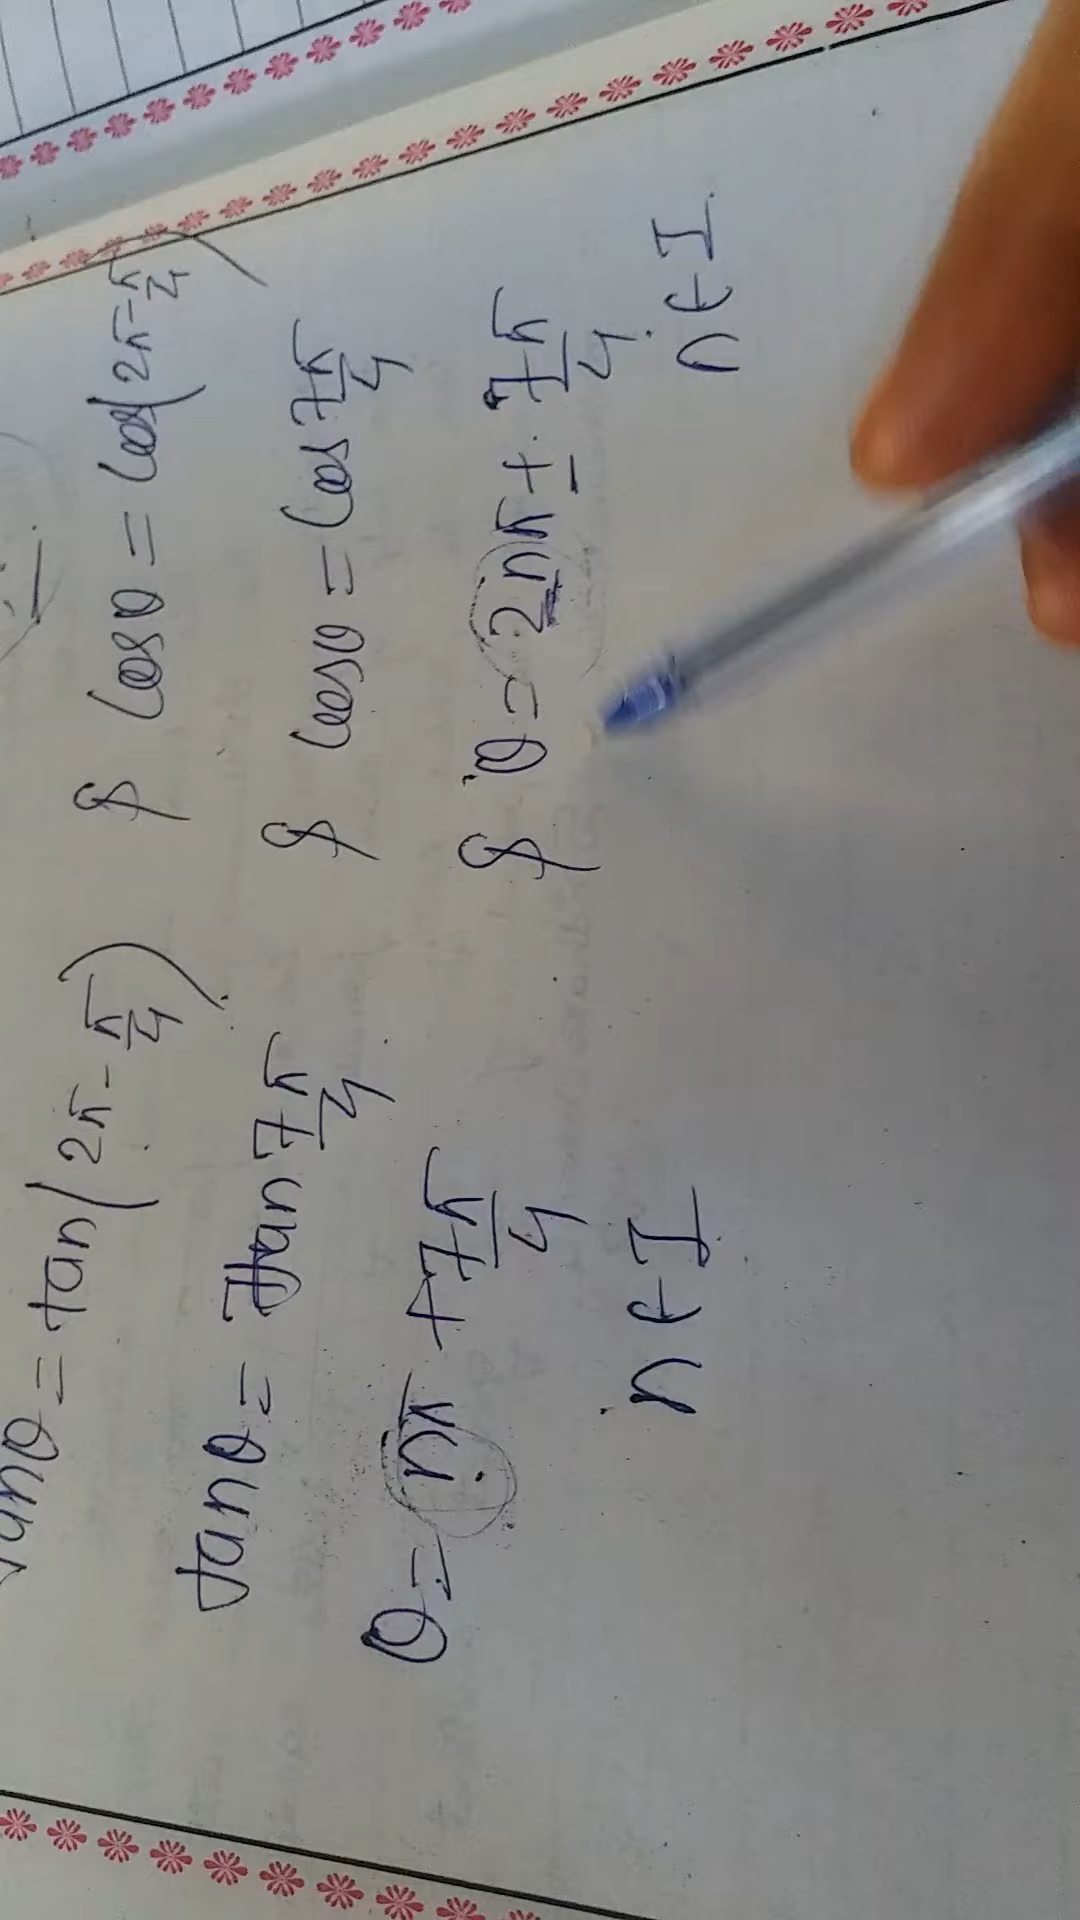 tanθ = tan(2π - π/4) & cosθ = cos(2π - π/4)
tanθ = tan 7π/4 & cosθ = cos 7π/4
θ = nπ + 7π/4 & θ = 2nπ ± 7π/4
n ∈ I n ∈ I